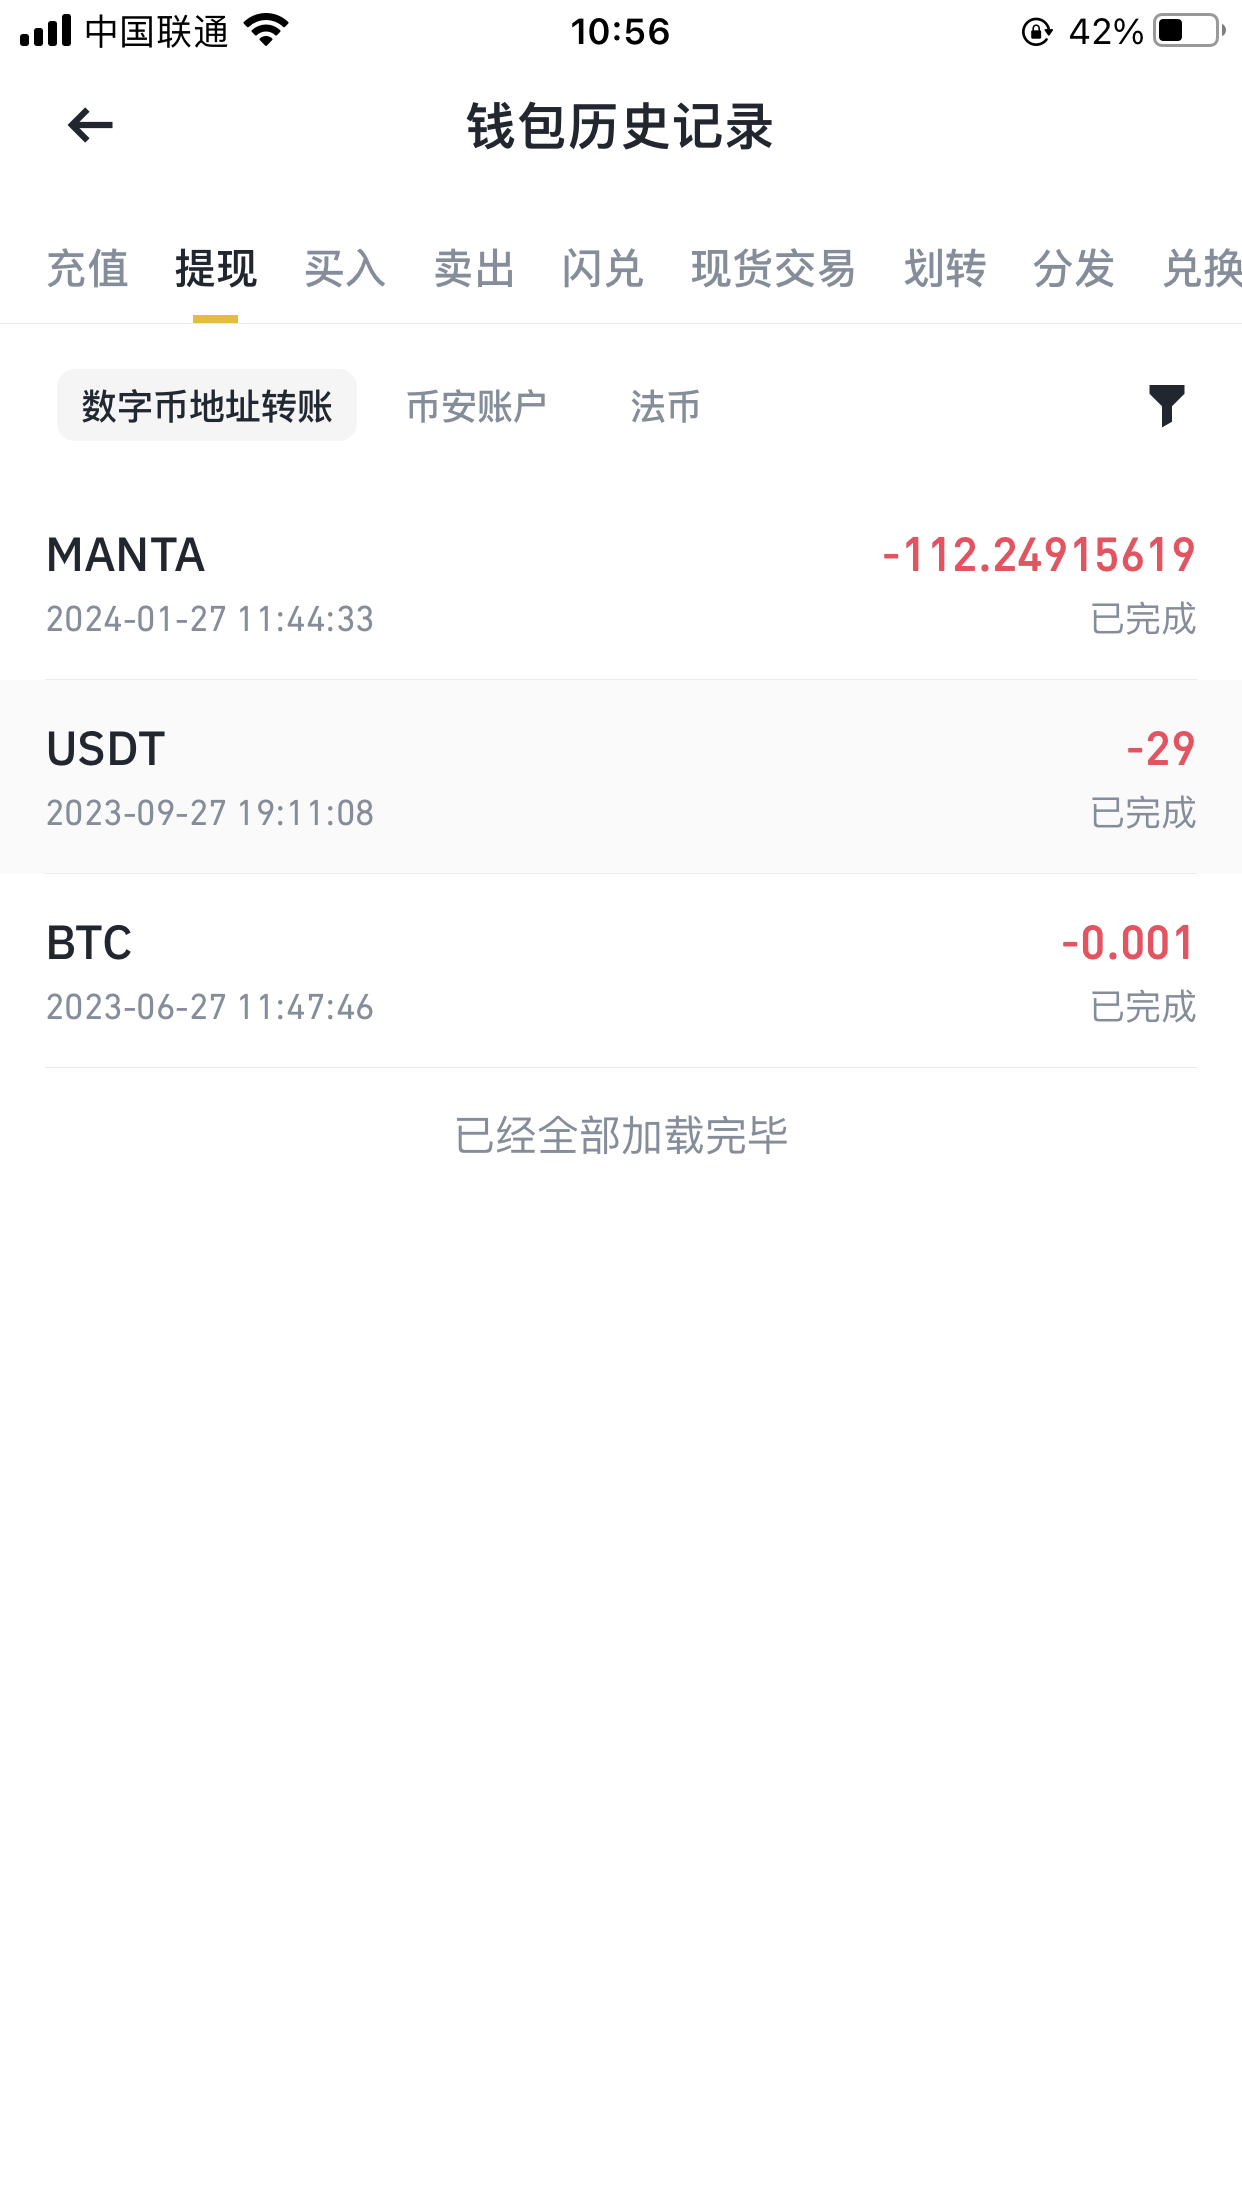 中国联通 10:56 42%
钱包历史记录
充值 提现 买入 卖出 闪兑 现货交易 划转 分发 兑换
数字币地址转账 币安账户 法币
MANTA -112.24915619
2024-01-27 11:44:33 已完成
USDT -29
2023-09-27 19:11:08 已完成
BTC -0.001
2023-06-27 11:47:46 已完成
已经全部加载完毕